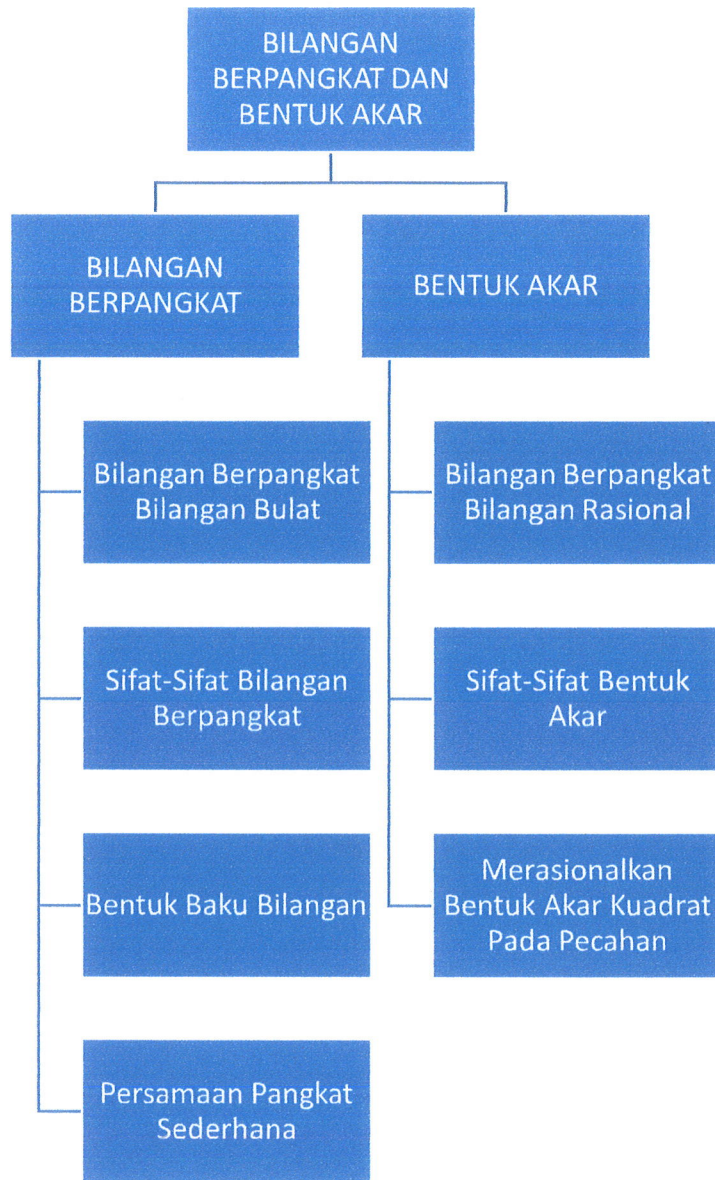 BILANGAN
BERPANGKAT DAN
BENTUK AKAR
BILANGAN
BERPANGKAT
BENTUK AKAR
Bilangan Berpangkat
Bilangan Bulat
Bilangan Berpangkat
Bilangan Rasional
Sifat-Sifat Bilangan
Berpangkat
Sifat-Sifat Bentuk
Akar
Bentuk Baku Bilangan
Merasionalkan
Bentuk Akar Kuadrat
Pada Pecahan
Persamaan Pangkat
Sederhana